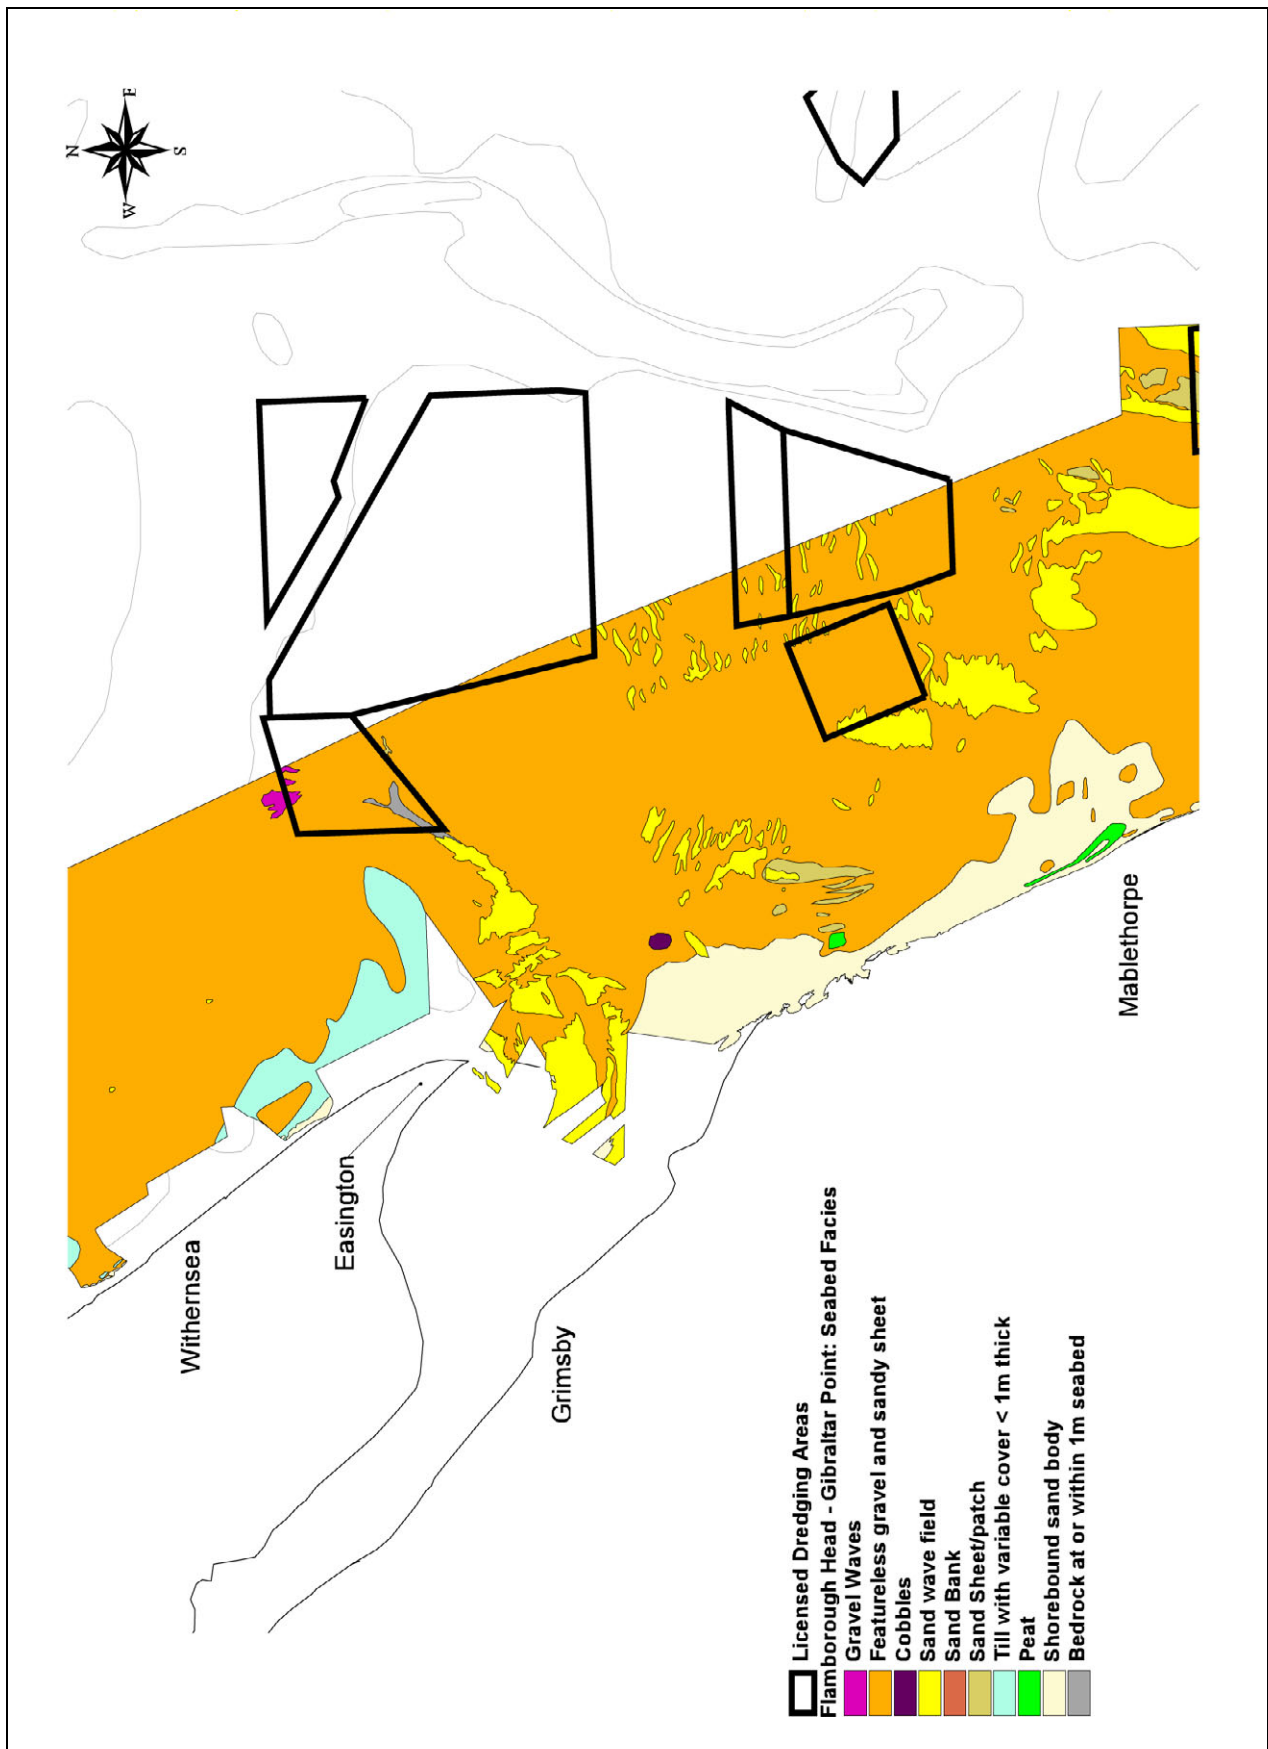 N
E
S
W
Withernsea
Easington
Grimsby
Mablethorpe
Licensed Dredging Areas
Flamborough Head - Gibraltar Point: Seabed Facies
Gravel Waves
Featureless gravel and sandy sheet
Cobbles
Sand wave field
Sand Bank
Sand Sheet/patch
Till with variable cover < 1m thick
Peat
Shorebound sand body
Bedrock at or within 1m seabed